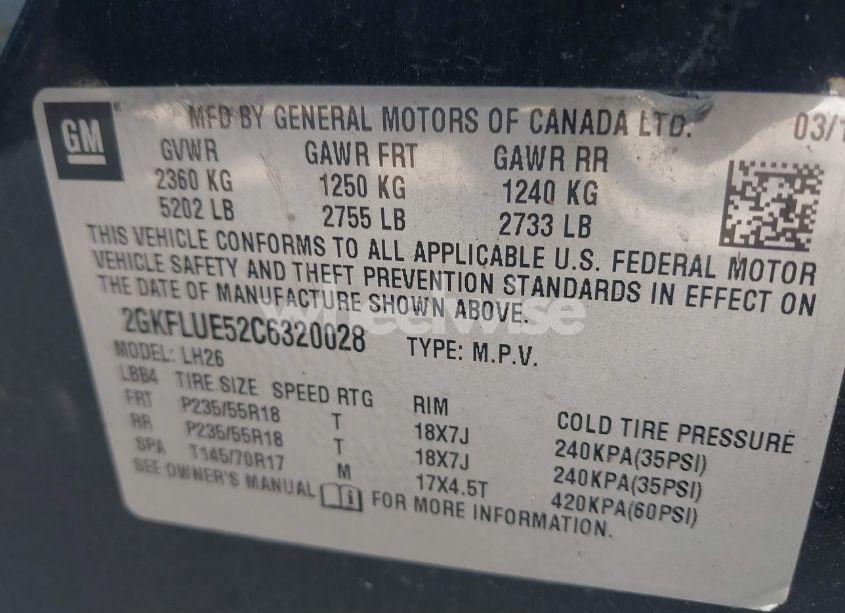 GM
MFD BY GENERAL MOTORS OF CANADA LTD. 03/1
GVWR GAWR FRT GAWR RR
2360 KG 1250 KG 1240 KG
5202 LB 2755 LB 2733 LB
THIS VEHICLE CONFORMS TO ALL APPLICABLE U.S. FEDERAL MOTOR
VEHICLE SAFETY AND THEFT PREVENTION STANDARDS IN EFFECT ON
THE DATE OF MANUFACTURE SHOWN ABOVE.
wheelwise
2GKFLUE52C6320028 TYPE: M.P.V.
MODEL: LH26
LBB4 TIRE SIZE SPEED RTG RIM COLD TIRE PRESSURE
FRT P235/55R18 T 18X7J 240KPA(35PSI)
RR P235/55R18 T 18X7J 240KPA(35PSI)
SPA T145/70R17 M 17X4.5T 420KPA(60PSI)
SEE OWNER'S MANUAL FOR MORE INFORMATION.